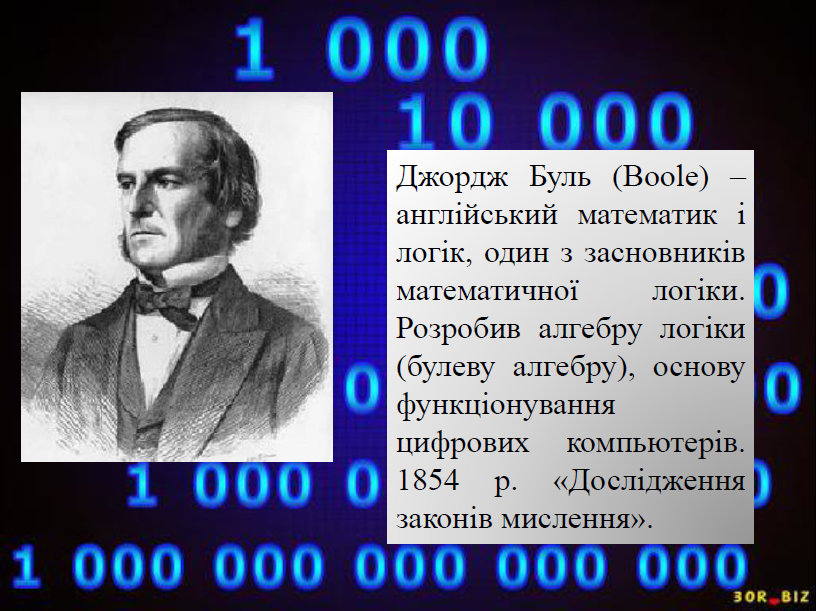 1 000
10 000
Джордж Буль (Boole) –
англійський математик і
логік, один з засновників
математичної логіки.
Розробив алгебру логіки
(булеву алгебру), основу
функціонування
цифрових компьютерів.
1854 р. «Дослідження
законів мислення».
0
0 0
1 000 0 0
1 000 000 000 000 000
3OR BIZ